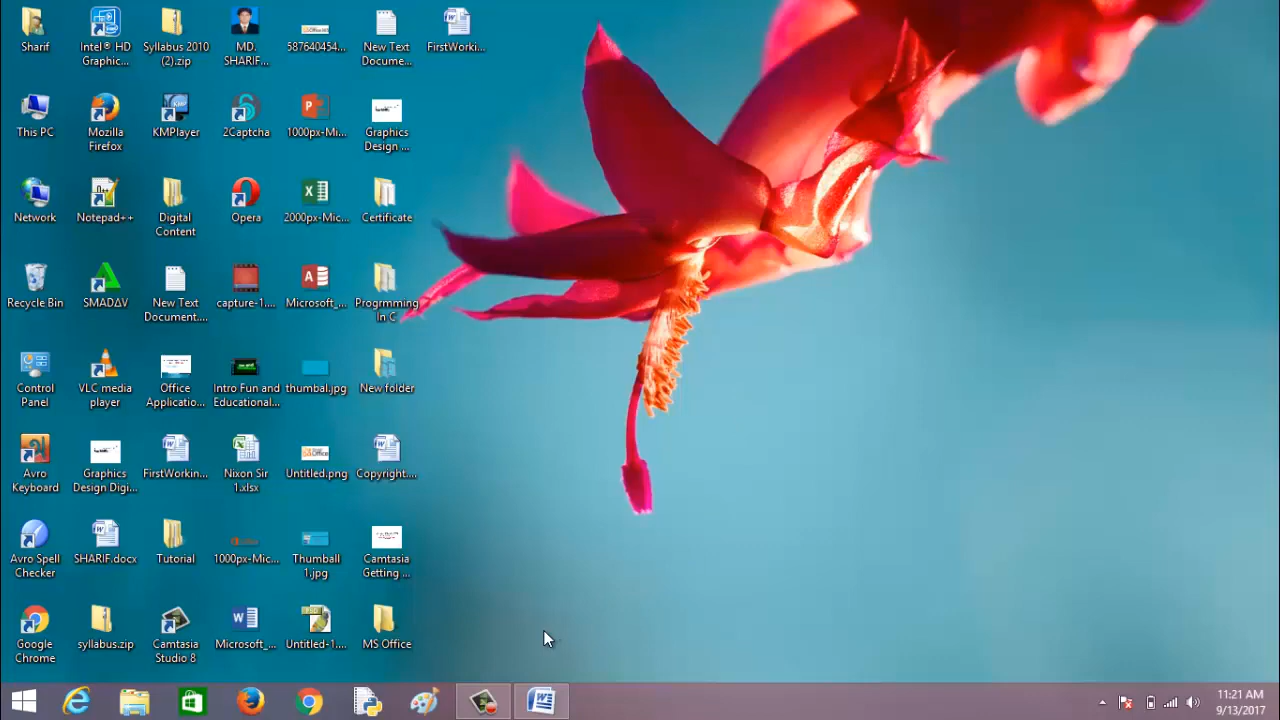 Sharif
Intel® HD
Graphic...
Syllabus 2010
(2).zip
MD.
SHARIF...
587640454...
New Text
Docume...
FirstWorki...
This PC
Mozilla
Firefox
KMPlayer
2Captcha
1000px-Mi...
Graphics
Design ...
Network
Notepad++
Digital
Content
Opera
2000px-Mic...
Certificate
Recycle Bin
SMADΔV
New Text
Document....
capture-1....
Microsoft_...
Progrmming
In C
Control
Panel
VLC media
player
Office
Applicatio...
Intro Fun and
Educational...
thumbal.jpg
New folder
Avro
Keyboard
Graphics
Design Digi...
FirstWorkin...
Nixon Sir
1.xlsx
Untitled.png
Copyright....
Avro Spell
Checker
SHARIF.docx
Tutorial
1000px-Mic...
Thumball
1.jpg
Camtasia
Getting ...
Google
Chrome
syllabus.zip
Camtasia
Studio 8
Microsoft_...
Untitled-1....
MS Office
11:21 AM
9/13/2017